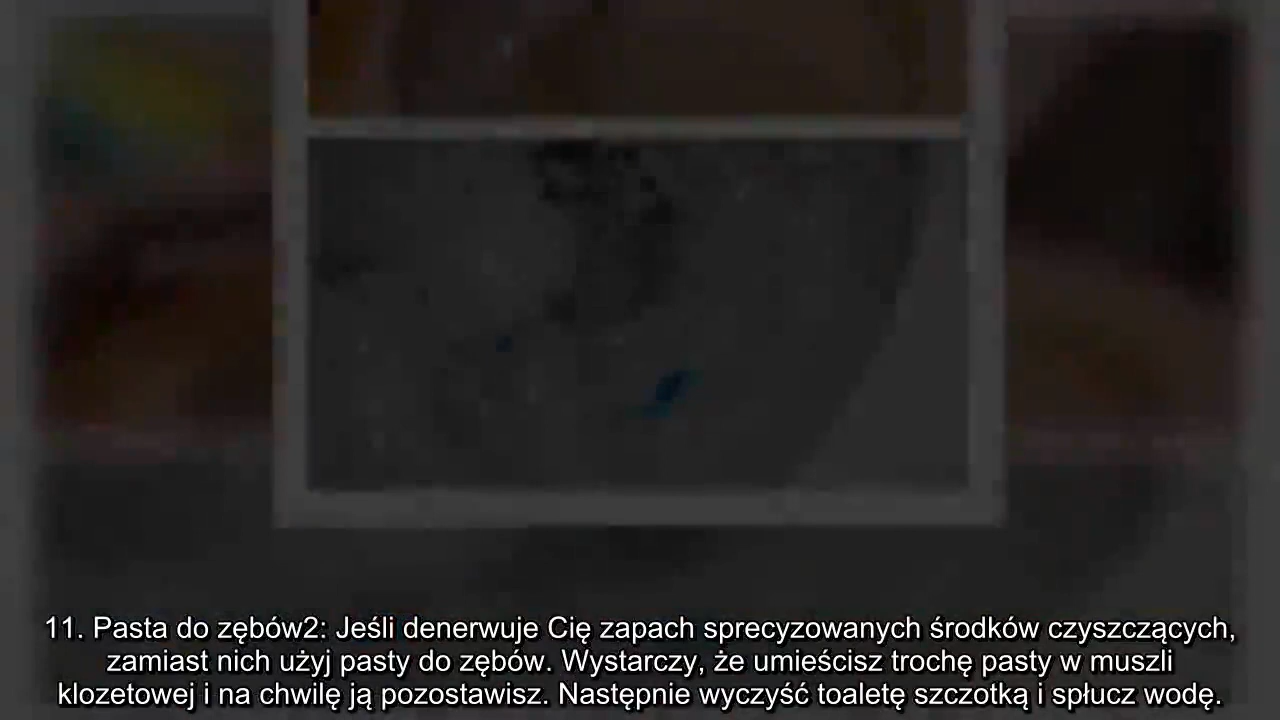 11. Pasta do zębów2: Jeśli denerwuje Cię zapach sprecyzowanych środków czyszczących,
zamiast nich użyj pasty do zębów. Wystarczy, że umieścisz trochę pasty w muszli
klozetowej i na chwilę ją pozostawisz. Następnie wyczyść toaletę szczotką i spłucz wodę.